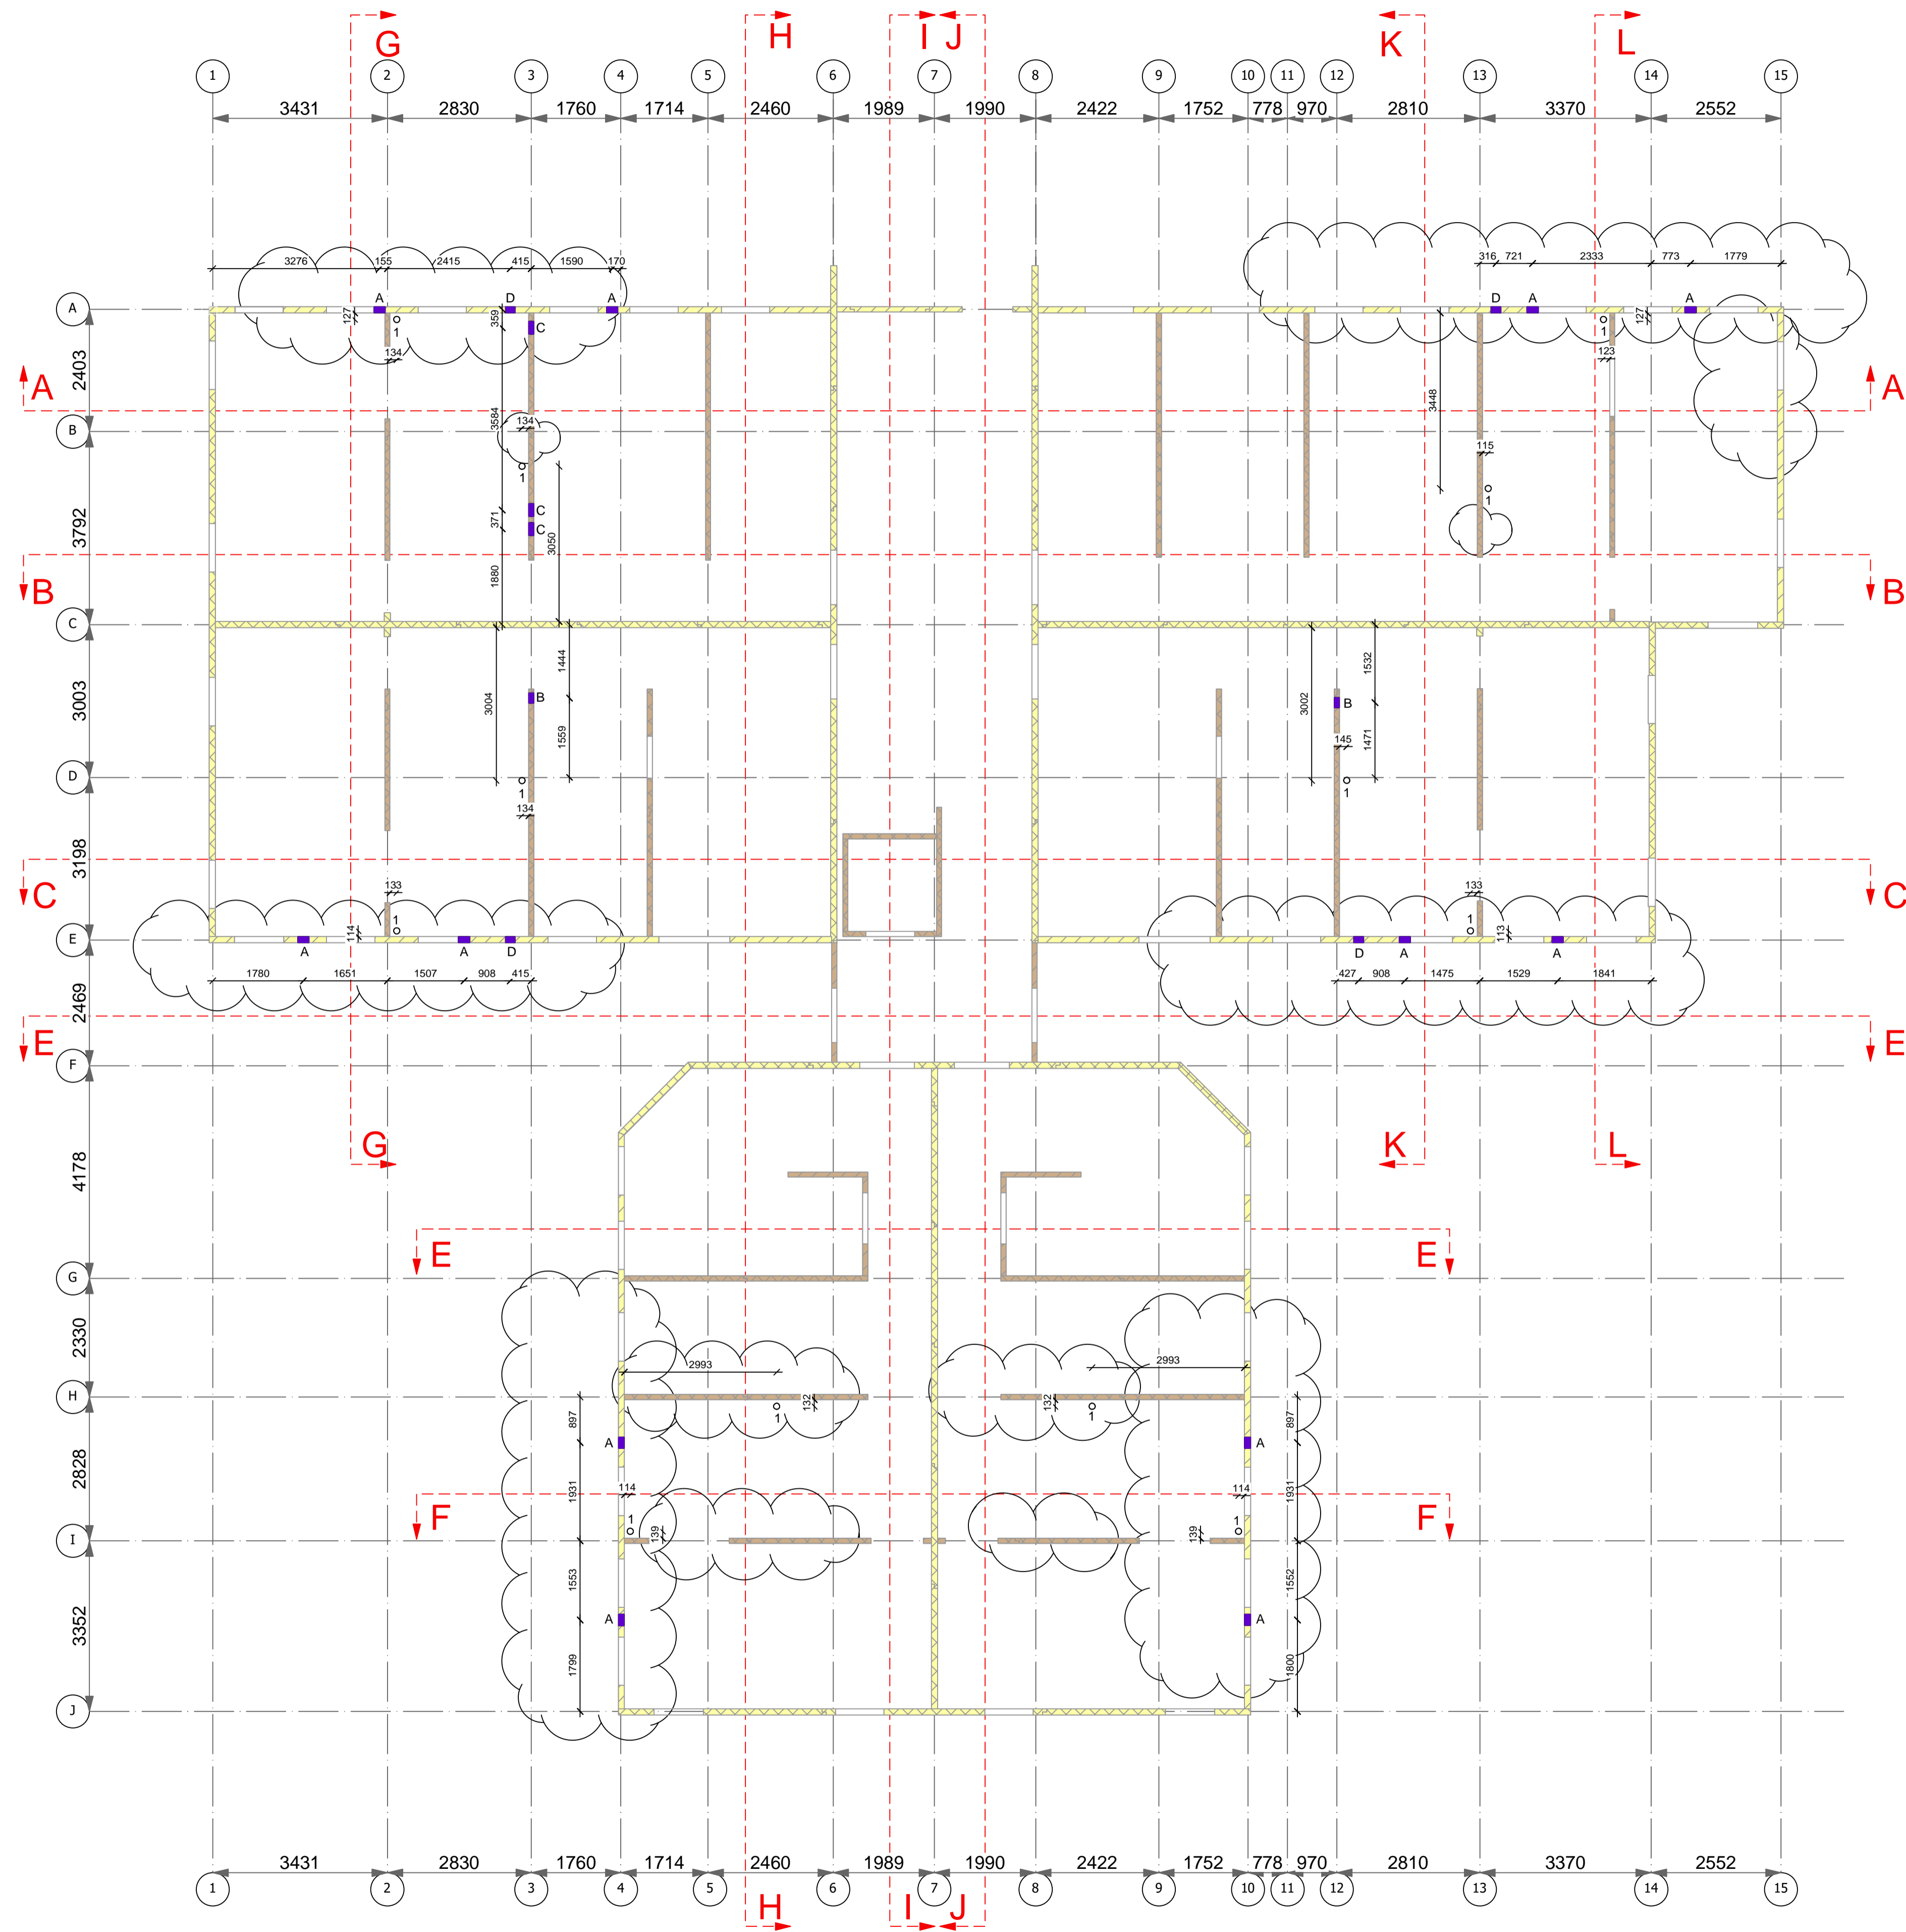 G H I J K L
1 2 3 4 5 6 7 8 9 10 11 12 13 14 15
3431 2830 1760 1714 2460 1989 1990 2422 1752 778 970 2810 3370 2552
3276 155 2415 415 1590 170
316 721 2333 773 1779
A A D A D A A
127 1 359 C 1 127
134 123
2403
A A
3584 3448
B 134 115
1 1
C
371 C
3792 3050
1880
B B
C
1444 1532
3004 B 3002 B
3003 1559 145 1471
D 1 1
134
3198
C 133 133 C
114 1 1 113
E A A D D A A
1780 1651 1507 908 415
427 908 1475 1529 1841
2469
E E
F
G K L
4178
E E
G
2330
2993 2993
H
897 132 1 132 1 897
A A
2828
1931 114 114 1931
F F
1 1
I 139 139
1553 1552
A A
3352
1799 1800
J
3431 2830 1760 1714 2460 1989 1990 2422 1752 778 970 2810 3370 2552
1 2 3 4 5 6 7 8 9 10 11 12 13 14 15
H I J